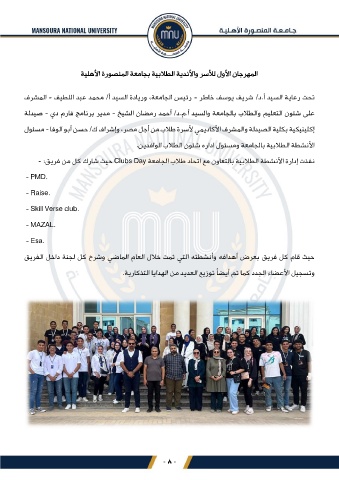 MANSOURA NATIONAL UNIVERSITY
جامعة المنصورة الأهلية
المهرجان الأول للأسر والأندية الطلابية بجامعة المنصورة الأهلية
تحت رعاية السيد أ.د/ شريف يوسف خاطر - رئيس الجامعة، وريادة السيد أ/ محمد عبد اللطيف - المشرف
على شئون التعليم والطلاب بالجامعة والسيد أ.م.د/ أحمد رمضان الشيخ - مدير برنامج فارم دي - صيدلة
إكلينيكية بكلية الصيدلة والمشرف الأكاديمي لأسرة طلاب من أجل مصر، وإشراف ك/ حسن أبو الوفا - مسئول
الأنشطة الطلابية بالجامعة ومسئول اداره شئون الطلاب الوافدين.
نفذت إدارة الأنشطة الطلابية بالتعاون مع اتحاد طلاب الجامعة Clubs Day حيث شارك كل من فريق: -
- PMD.
- Raise.
- Skill Verse club.
- MAZAL.
- Esa.
حيث قام كل فريق بعرض أهدافه وأنشطته التي تمت خلال العام الماضي وشرح كل لجنة داخل الفريق
وتسجيل الأعضاء الجدد كما تم أيضاً توزيع العديد من الهدايا التذكارية.
- ٨ -